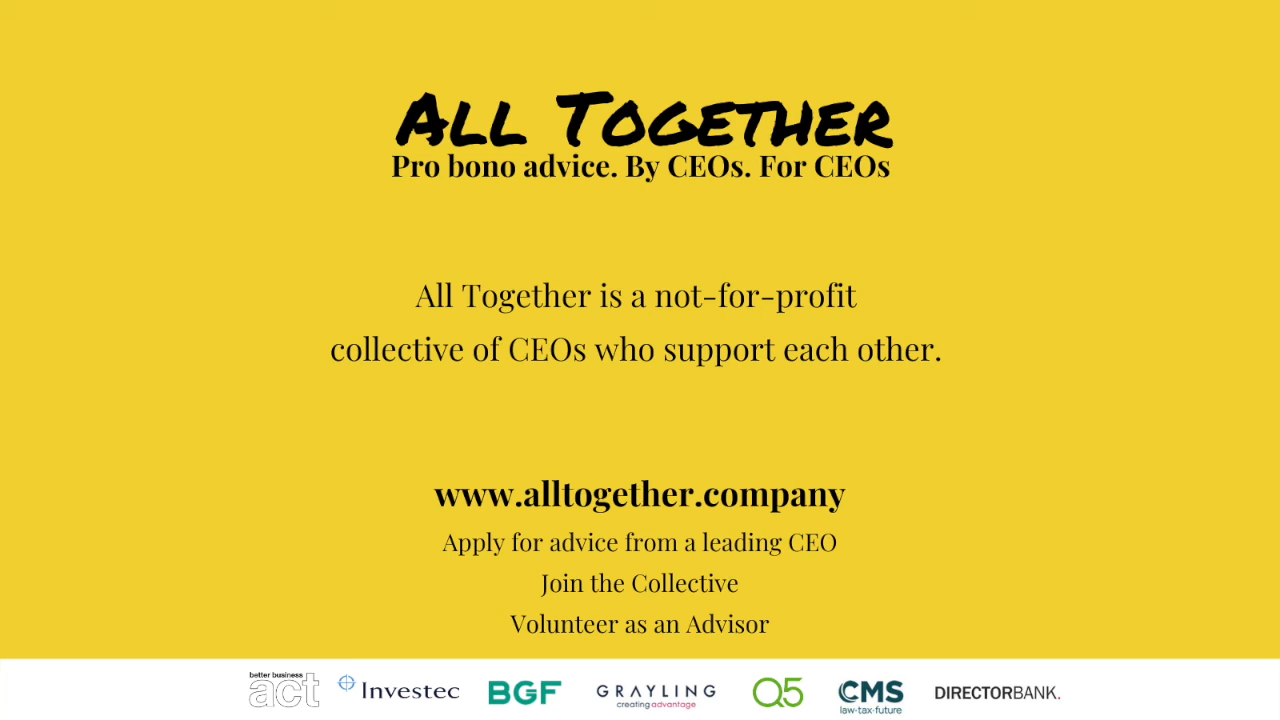 All Together
Pro bono advice. By CEOs. For CEOs
All Together is a not-for-profit
collective of CEOs who support each other.
www.alltogether.company
Apply for advice from a leading CEO
Join the Collective
Volunteer as an Advisor
better business
act
Investec
BGF
GRAYLING
creating advantage
Q5
CMS
law·tax·future
DIRECTORBANK.